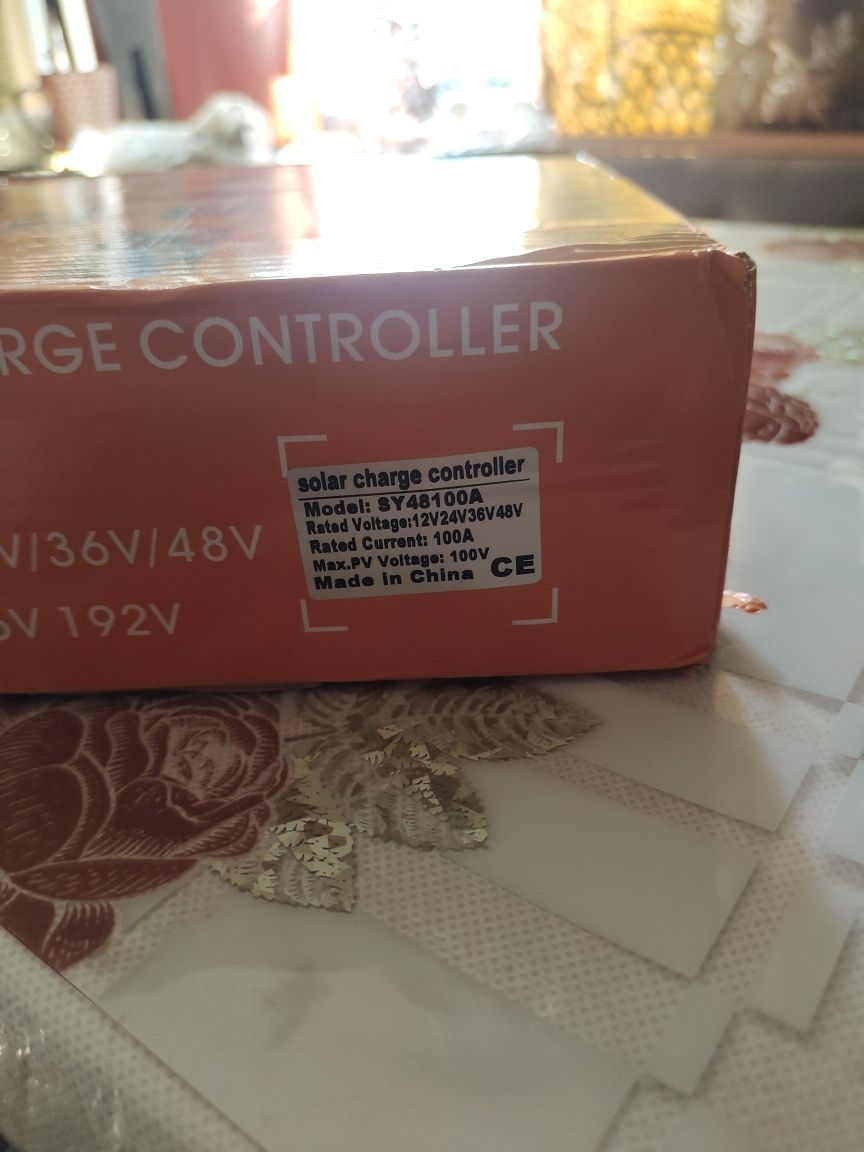 RGE CONTROLLER
V/36V/48V
V 192V
solar charge controller
Model: SY48100A
Rated Voltage:12V24V36V48V
Rated Current: 100A
Max.PV Voltage: 100V
Made in China CE